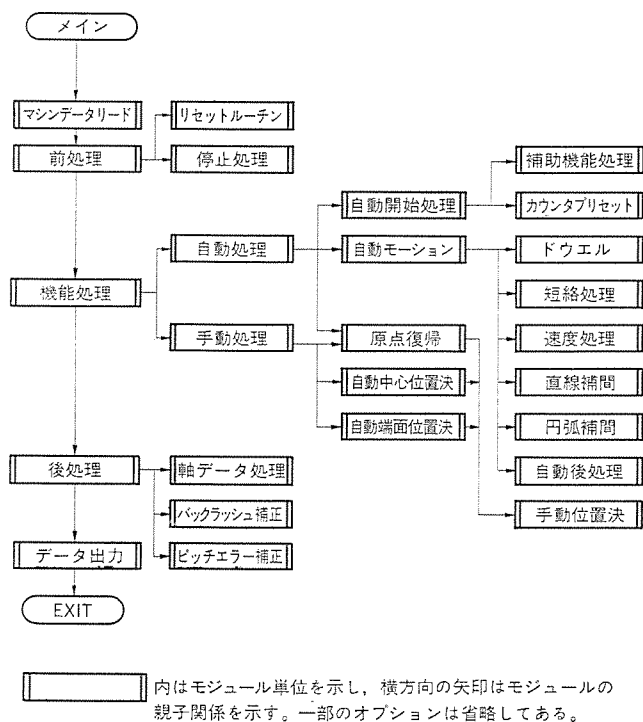 メイン
マシンデータリード
リセットルーチン
前処理
停止処理
補助機能処理
自動開始処理
カウンタプリセット
自動処理
自動モーション
ドウエル
機能処理
短絡処理
手動処理
原点復帰
速度処理
自動中心位置決
直線補間
自動端面位置決
円弧補間
後処理
軸データ処理
自動後処理
バックラッシュ補正
手動位置決
データ出力
ピッチエラー補正
EXIT
内はモジュール単位を示し，横方向の矢印はモジュールの
親子関係を示す。一部のオプションは省略してある。